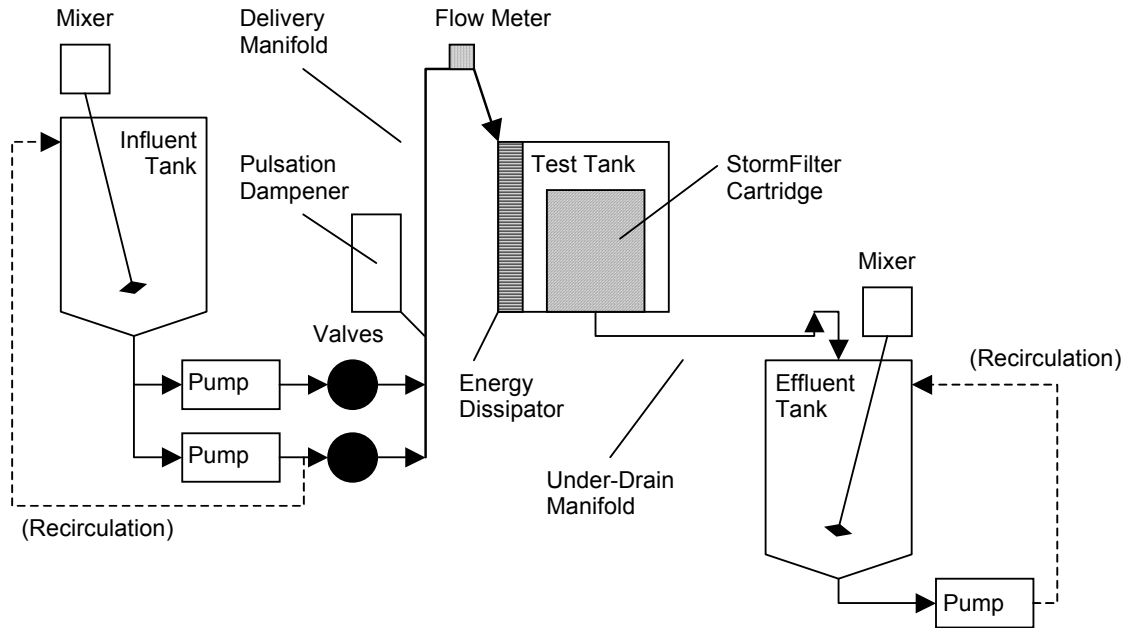 Mixer
Delivery
Manifold
Flow Meter
Influent
Tank
Pulsation
Dampener
Test Tank
StormFilter
Cartridge
Mixer
Valves
Pump
Energy
Dissipator
(Recirculation)
Effluent
Tank
Pump
Under-Drain
Manifold
(Recirculation)
Pump